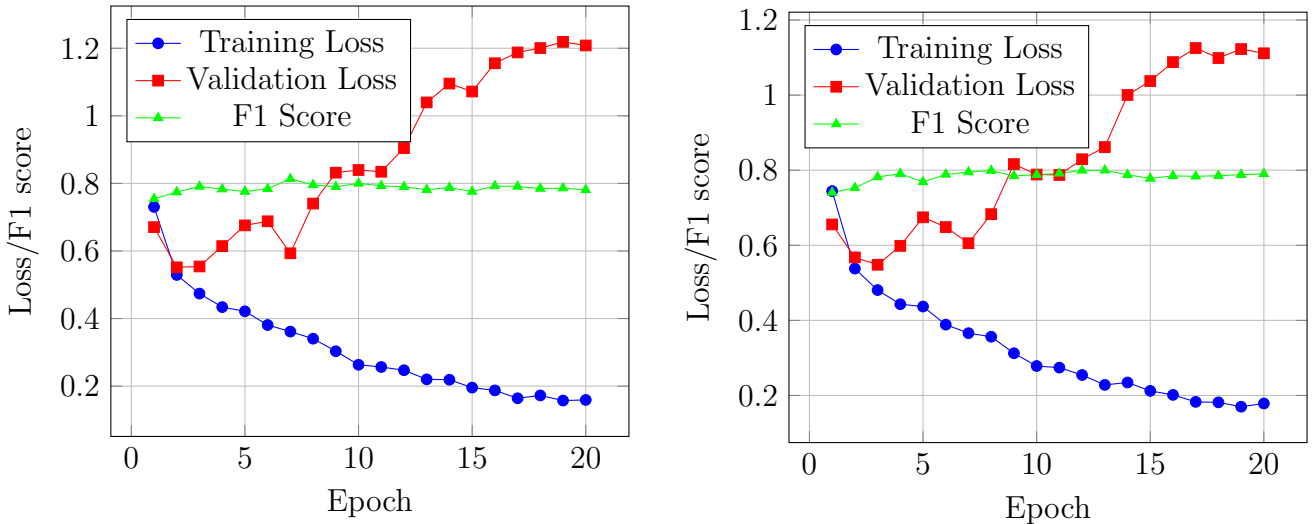 Training Loss
Validation Loss
F1 Score
1.2
1
0.8
0.6
0.4
0.2
Loss/F1 score
0 5 10 15 20
Epoch
Training Loss
Validation Loss
F1 Score
1.2
1
0.8
0.6
0.4
0.2
Loss/F1 score
0 5 10 15 20
Epoch